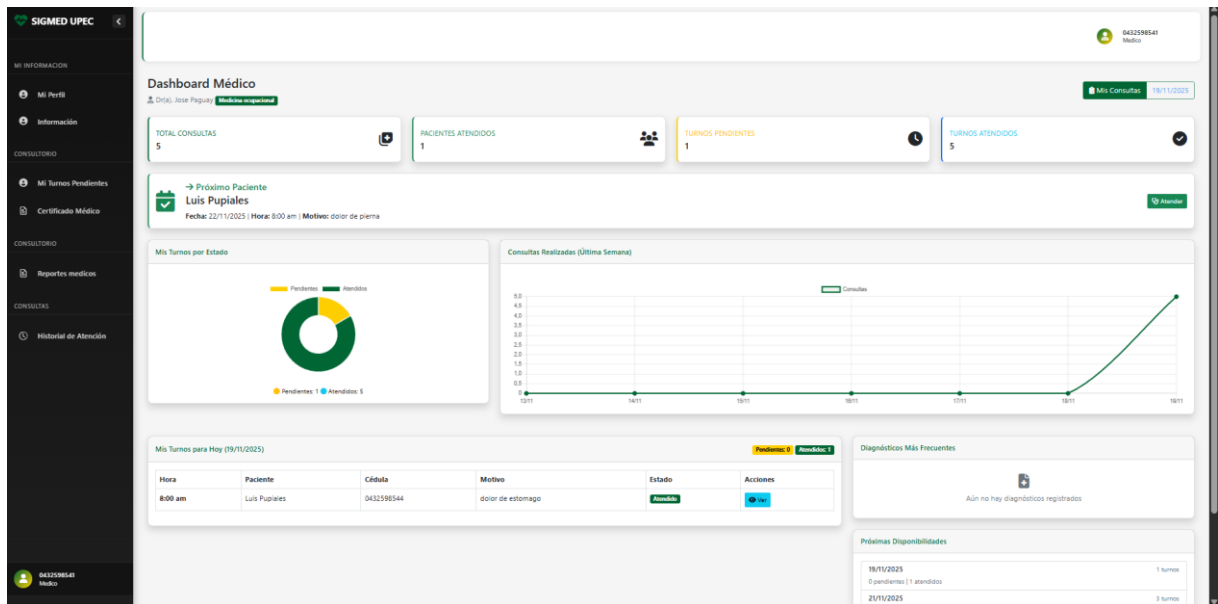 SIGMED UPEC
MI INFORMACION
Mi Perfil
Información
CONSULTORIO
Mi Turnos Pendientes
Certificado Médico
CONSULTORIO
Reportes medicos
CONSULTAS
Historial de Atención
0432598541
Medico
0432598541
Medico
Dashboard Médico
Dr(a). Jose Paguay Medicina ocupacional
Mis Consultas 19/11/2025
TOTAL CONSULTAS
5
PACIENTES ATENDIDOS
1
TURNOS PENDIENTES
1
TURNOS ATENDIDOS
5
→ Próximo Paciente
Luis Pupiales
Fecha: 22/11/2025 | Hora: 8:00 am | Motivo: dolor de pierna
Atender
Mis Turnos por Estado
Pendientes Atendidos
Pendientes: 1 Atendidos: 5
Consultas Realizadas (Última Semana)
Consultas
5,0
4,5
4,0
3,5
3,0
2,5
2,0
1,5
1,0
0,5
0
13/11 14/11 15/11 16/11 17/11 18/11 19/11
Mis Turnos para Hoy (19/11/2025) Pendientes: 0 Atendidos: 1
Hora Paciente Cédula Motivo Estado Acciones
8:00 am Luis Pupiales 0432598544 dolor de estomago Atendido Ver
Diagnósticos Más Frecuentes
Aún no hay diagnósticos registrados
Próximas Disponibilidades
19/11/2025 1 turnos
0 pendientes | 1 atendidos
21/11/2025 3 turnos